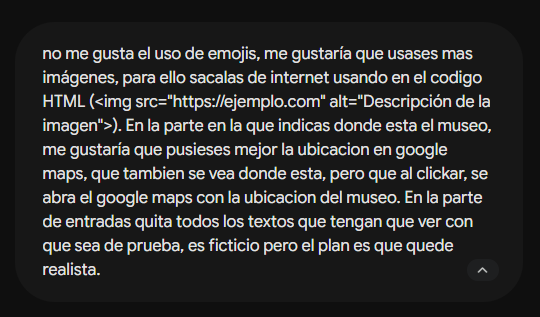 no me gusta el uso de emojis, me gustaría que usases mas
imágenes, para ello sacalas de internet usando en el codigo
HTML (<img src="https://ejemplo.com" alt="Descripción de la
imagen">). En la parte en la que indicas donde esta el museo,
me gustaría que pusieses mejor la ubicacion en google
maps, que tambien se vea donde esta, pero que al clickar, se
abra el google maps con la ubicacion del museo. En la parte
de entradas quita todos los textos que tengan que ver con
que sea de prueba, es ficticio pero el plan es que quede
realista.